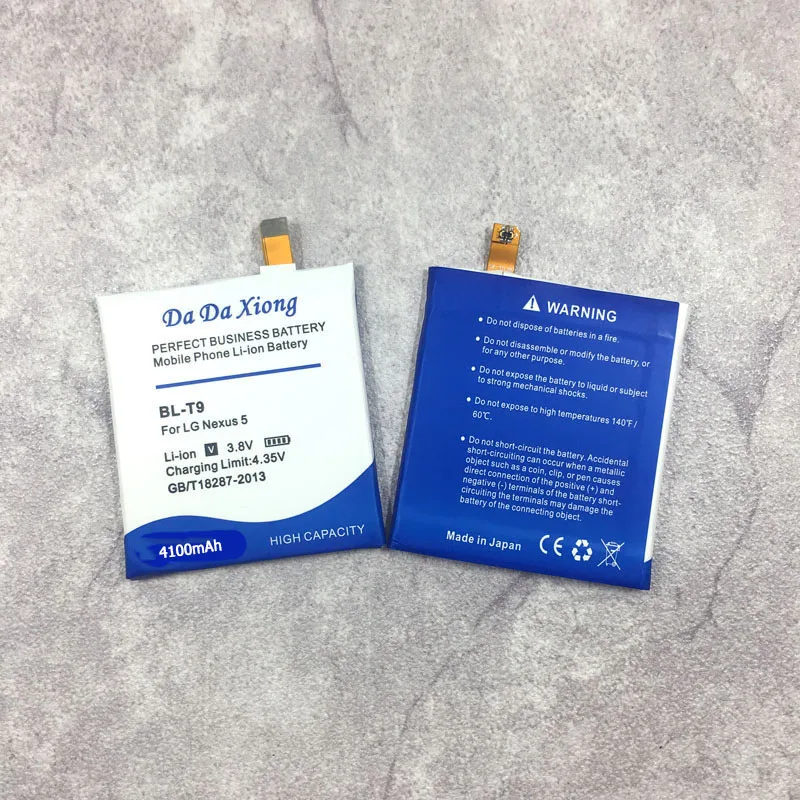 Da Da Xiong
PERFECT BUSINESS BATTERY
Mobile Phone Li-ion Battery
BL-T9
For LG Nexus 5
Li-ion V 3.8V
Charging Limit:4.35V
GB/T18287-2013
4100mAh
HIGH CAPACITY
WARNING
• Do not dispose of batteries in a fire.
• Do not disassemble or modify the battery, or
for any other purpose.
• Do not expose the battery to liquid or subject
to strong mechanical shocks.
• Do not expose to high temperatures 140℉/
60℃.
• Do not short-circuit the battery. Accidental
short-circuiting can occur when a metallic
object such as a coin, clip, or pen causes
direct connection of the positive (+) and
negative (-) terminals of the battery short-
circuiting the terminals may damage the
battery of the connecting object.
Made in Japan CE